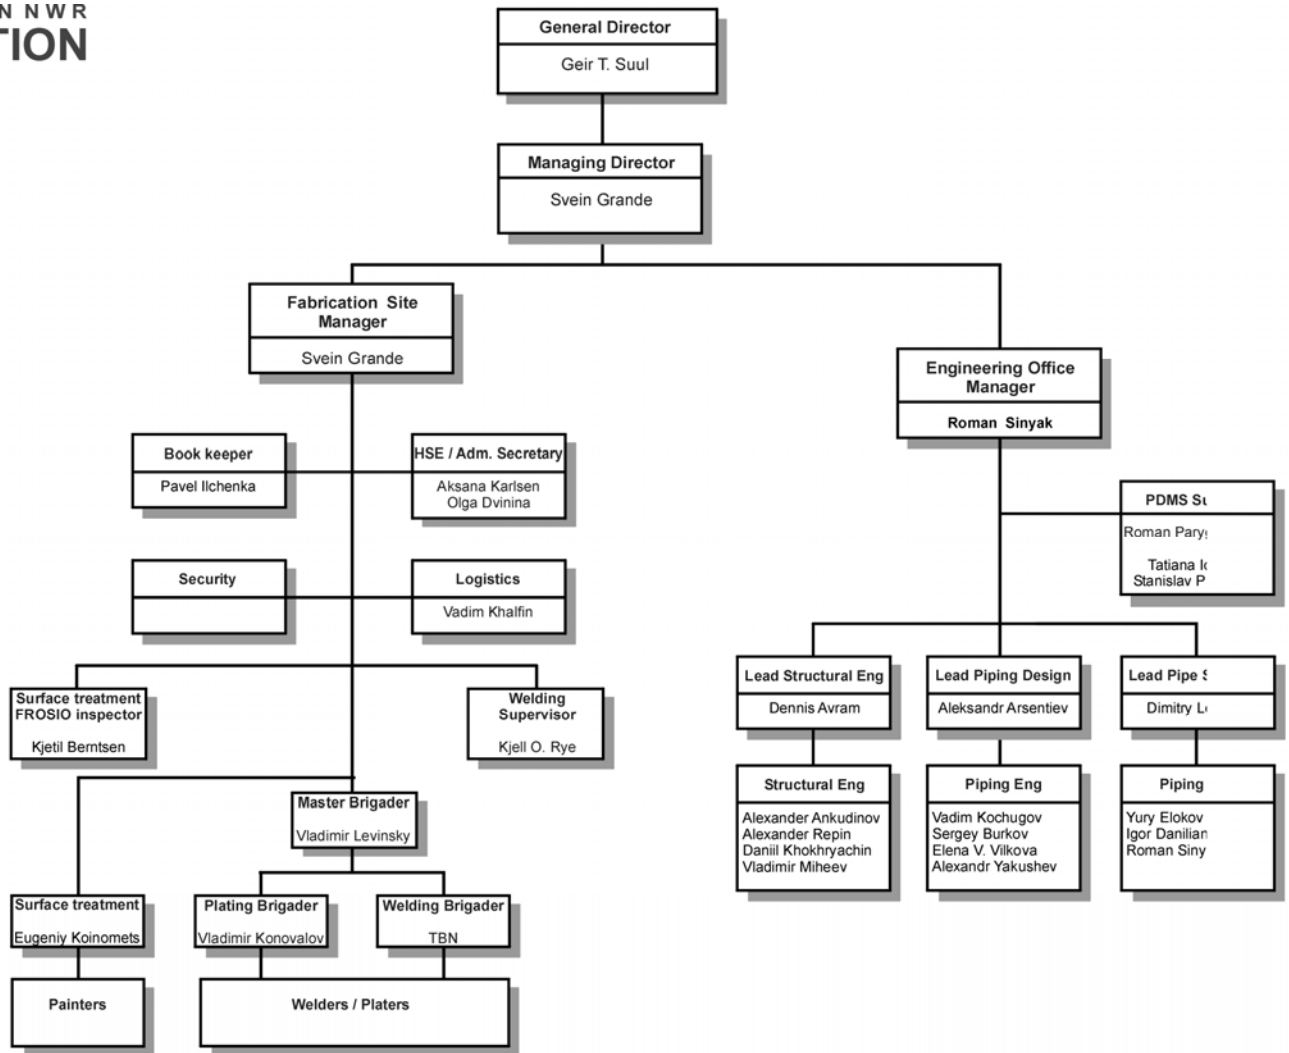 N NWR
TION
General Director
Geir T. Suul
Managing Director
Svein Grande
Fabrication Site
Manager
Svein Grande
Engineering Office
Manager
Roman Sinyak
Book keeper
Pavel Ilchenka
HSE / Adm. Secretary
Aksana Karlsen
Olga Dvinina
PDMS
Roman
Tatiana
Stanislav P
Security
Logistics
Vadim Khalfin
Surface treatment
FROSIO inspector
Kjetil Berntsen
Welding
Supervisor
Kjell O. Rye
Lead Structural Eng
Dennis Avram
Lead Piping Design
Aleksandr Arsentiev
Lead Pipe
Dimitry
Structural Eng
Alexander Ankudinov
Alexander Repin
Daniil Khokhryachin
Vladimir Miheev
Piping Eng
Vadim Kochugov
Sergey Burkov
Elena V. Vilkova
Alexandr Yakushev
Piping
Yury Elokov
Igor Danilian
Roman Siny
Master Brigader
Vladimir Levinsky
Surface treatment
Eugeniy Koinomets
Plating Brigader
Vladimir Konovalov
Welding Brigader
TBN
Painters
Welders / Platers